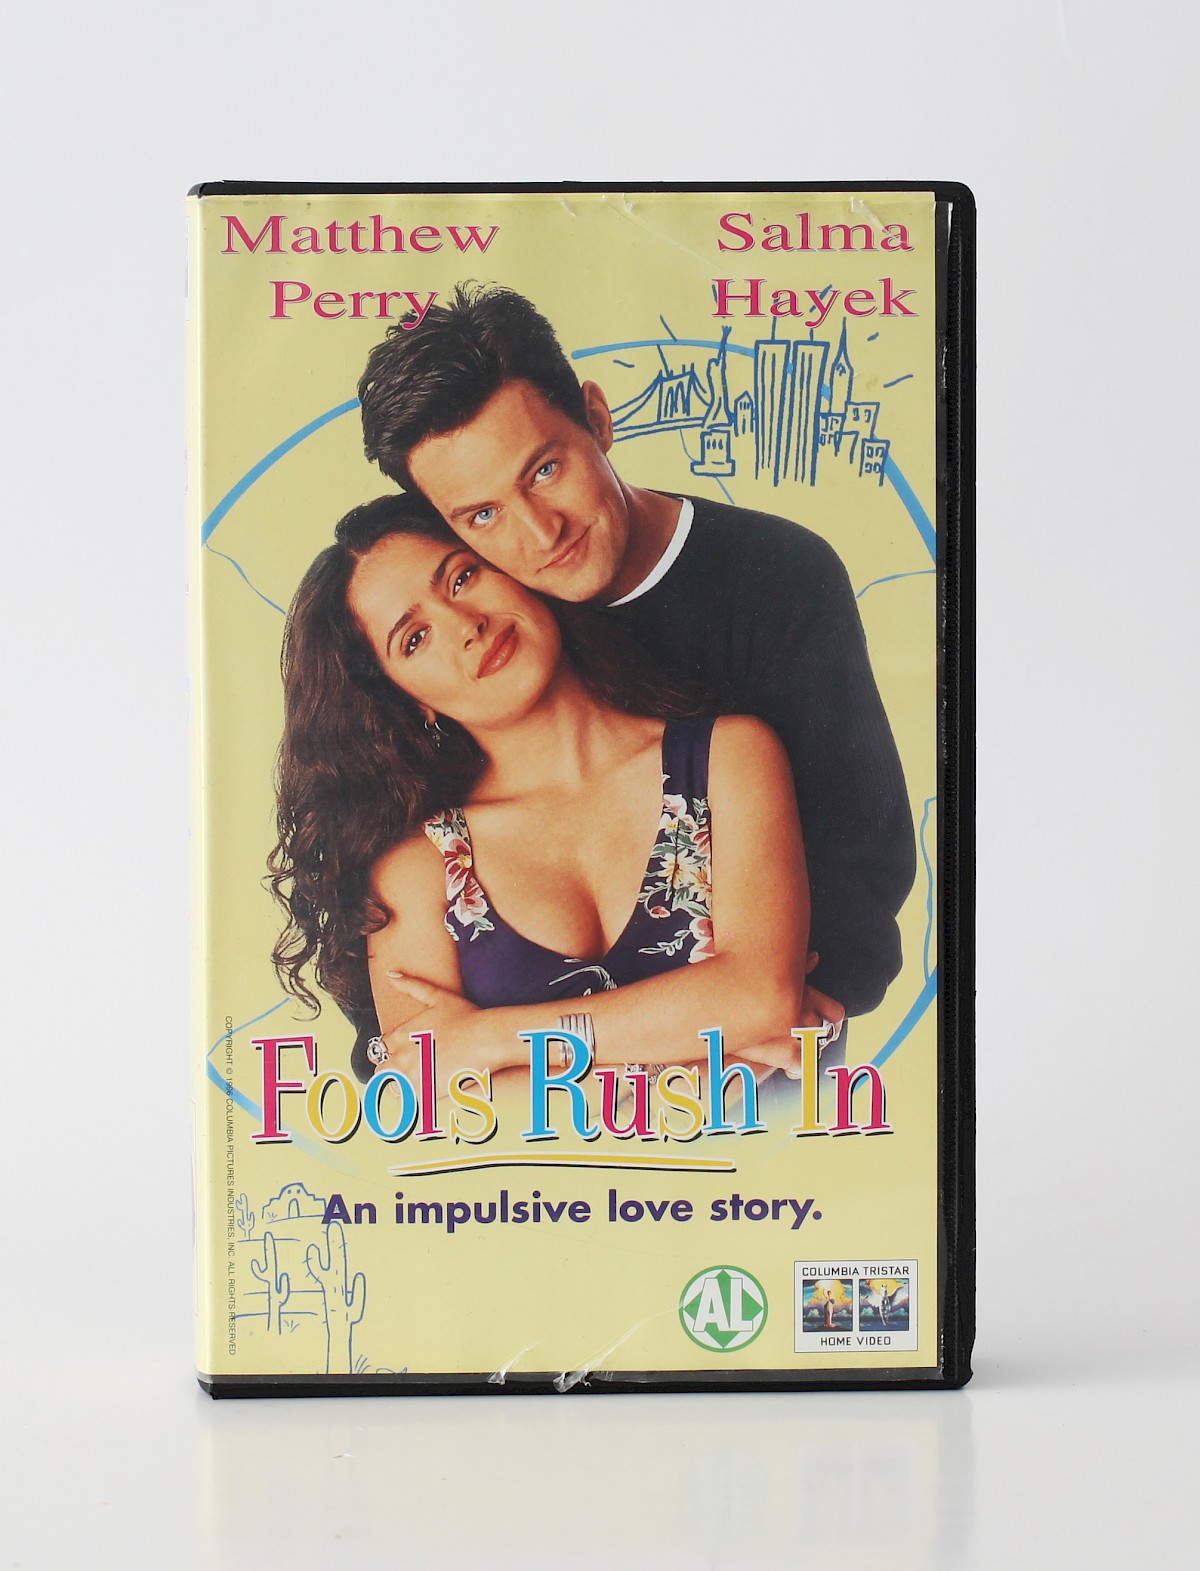 Matthew
Perry
Salma
Hayek
Fools Rush In
An impulsive love story.
COPYRIGHT © 1996 COLUMBIA PICTURES INDUSTRIES, INC. ALL RIGHTS RESERVED
AL
COLUMBIA TRISTAR
HOME VIDEO